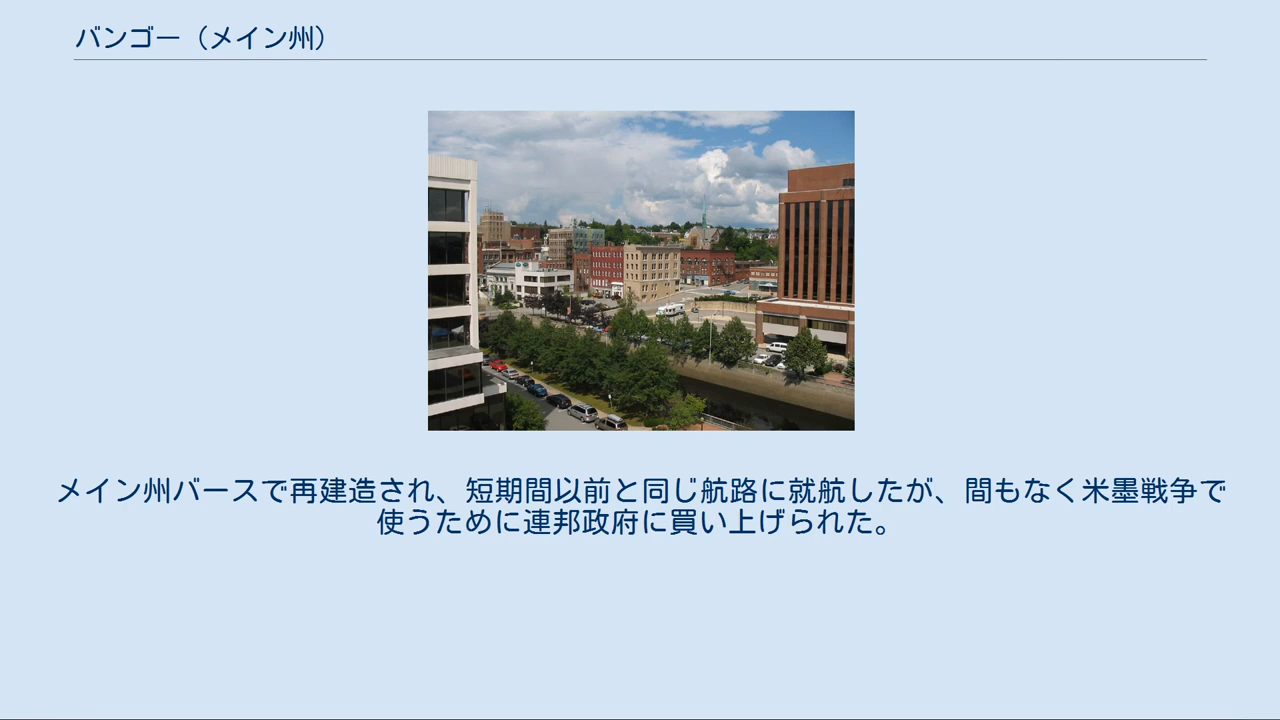 バンゴー（メイン州）
メイン州バースで再建造され、短期間以前と同じ航路に就航したが、間もなく米墨戦争で
使うために連邦政府に買い上げられた。